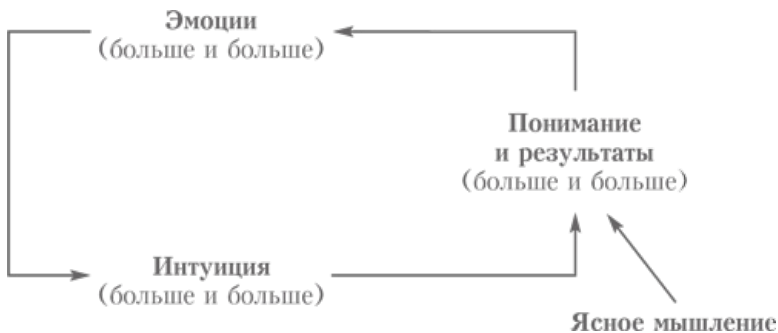 Эмоции
(больше и больше)
Понимание
и результаты
(больше и больше)
Интуиция
(больше и больше)
Ясное мышление